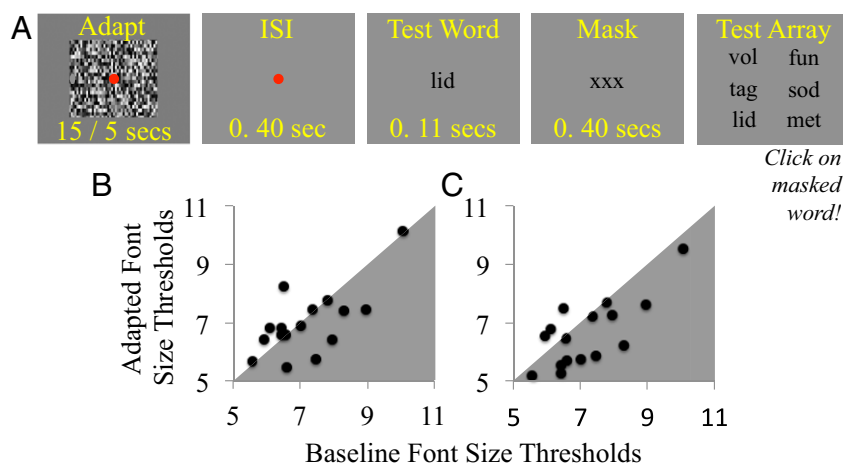 A
Adapt
15 / 5 secs
ISI
0. 40 sec
Test Word
lid
0. 11 secs
Mask
xxx
0. 40 secs
Test Array
vol fun
tag sod
lid met
Click on
masked
word!
B
Adapted Font
Size Thresholds
11
9
7
5
5 7 9 11
C
11
9
7
5
5 7 9 11
Baseline Font Size Thresholds